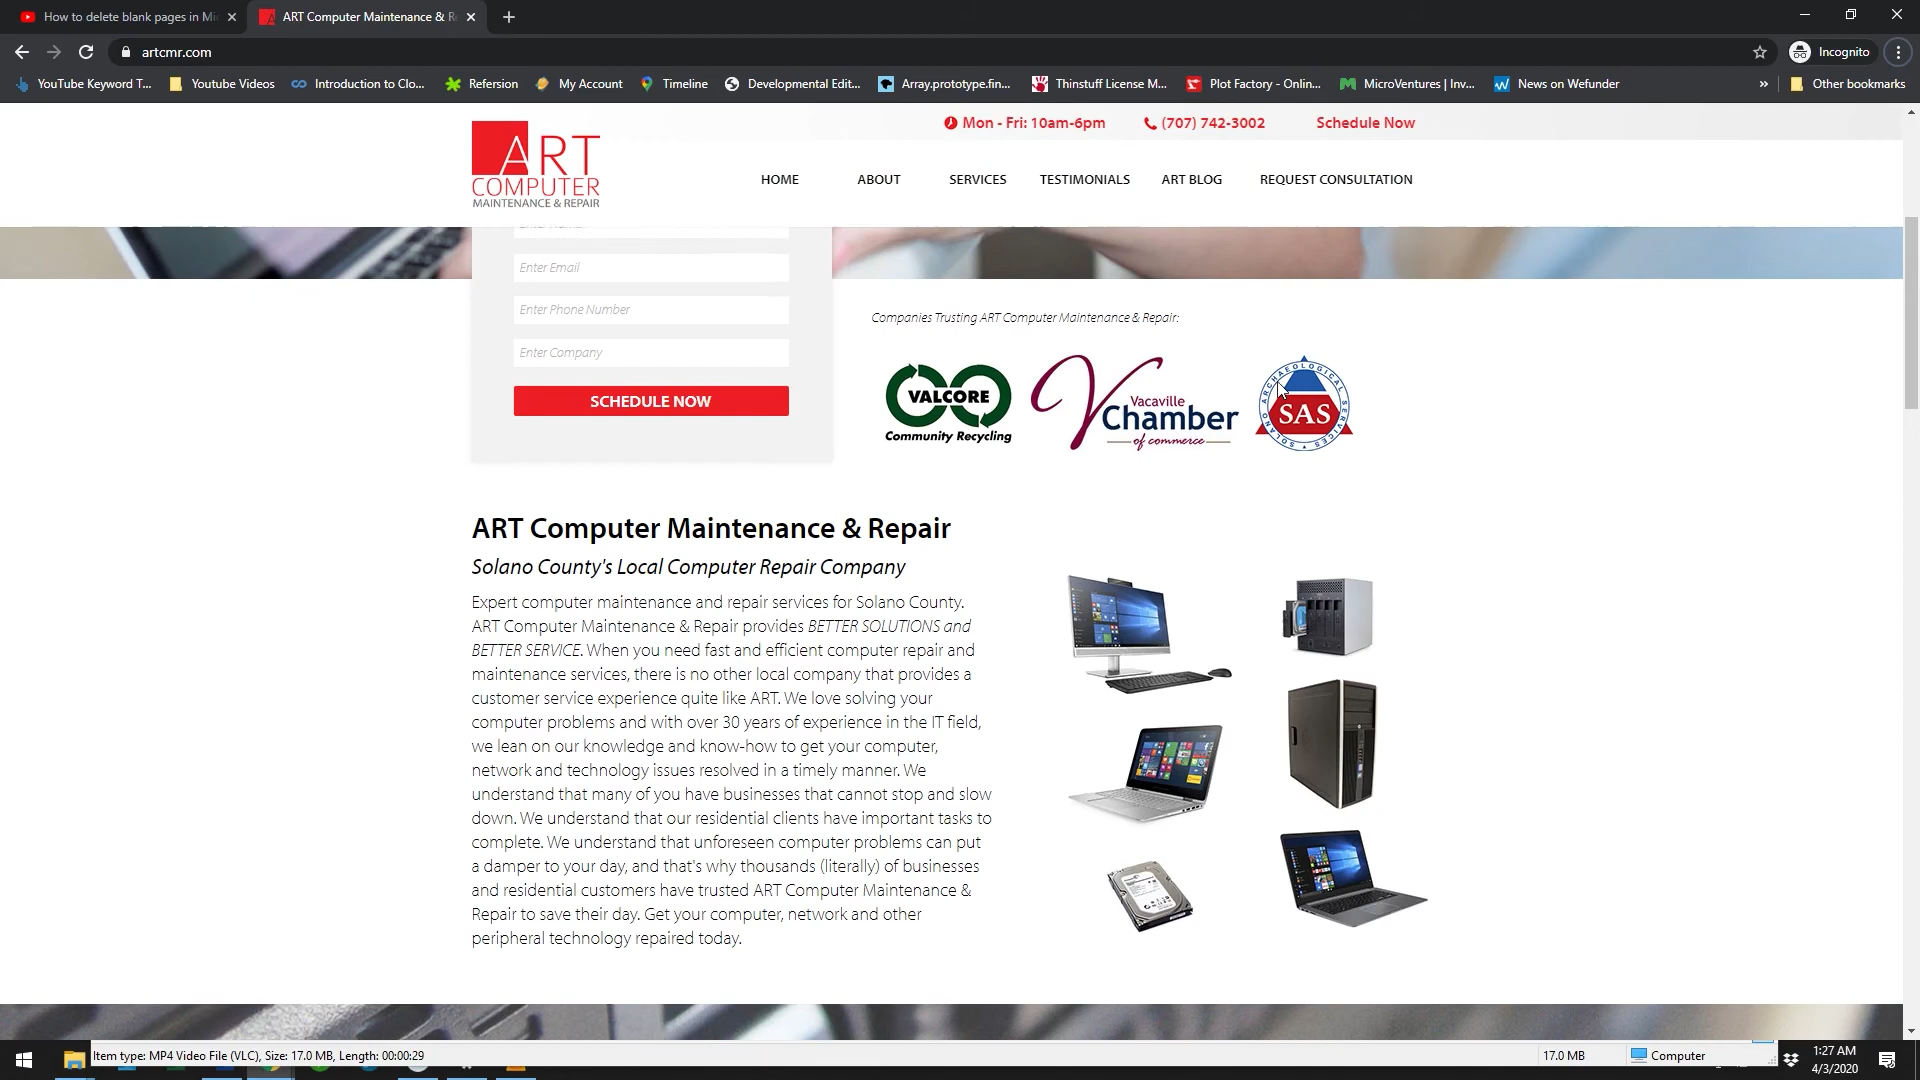 How to delete blank pages in Mi
ART Computer Maintenance & R
artcmr.com
Incognito
YouTube Keyword T...
Youtube Videos
Introduction to Clo...
Refersion
My Account
Timeline
Developmental Edit...
Array.prototype.fin...
Thinstuff License M...
Plot Factory - Onlin...
MicroVentures | Inv...
News on Wefunder
»
Other bookmarks
Mon - Fri: 10am-6pm
(707) 742-3002
Schedule Now
ART
COMPUTER
MAINTENANCE & REPAIR
HOME
ABOUT
SERVICES
TESTIMONIALS
ART BLOG
REQUEST CONSULTATION
Enter Email
Enter Phone Number
Enter Company
SCHEDULE NOW
Companies Trusting ART Computer Maintenance & Repair:
VALCORE
Community Recycling
Vacaville
Chamber
of commerce
SOLANO ARCHAEOLOGICAL SERVICES
SAS
ART Computer Maintenance & Repair
Solano County's Local Computer Repair Company
Expert computer maintenance and repair services for Solano County.
ART Computer Maintenance & Repair provides BETTER SOLUTIONS and
BETTER SERVICE. When you need fast and efficient computer repair and
maintenance services, there is no other local company that provides a
customer service experience quite like ART. We love solving your
computer problems and with over 30 years of experience in the IT field,
we lean on our knowledge and know-how to get your computer,
network and technology issues resolved in a timely manner. We
understand that many of you have businesses that cannot stop and slow
down. We understand that our residential clients have important tasks to
complete. We understand that unforeseen computer problems can put
a damper to your day, and that's why thousands (literally) of businesses
and residential customers have trusted ART Computer Maintenance &
Repair to save their day. Get your computer, network and other
peripheral technology repaired today.
Item type: MP4 Video File (VLC), Size: 17.0 MB, Length: 00:00:29
17.0 MB
Computer
1:27 AM
4/3/2020